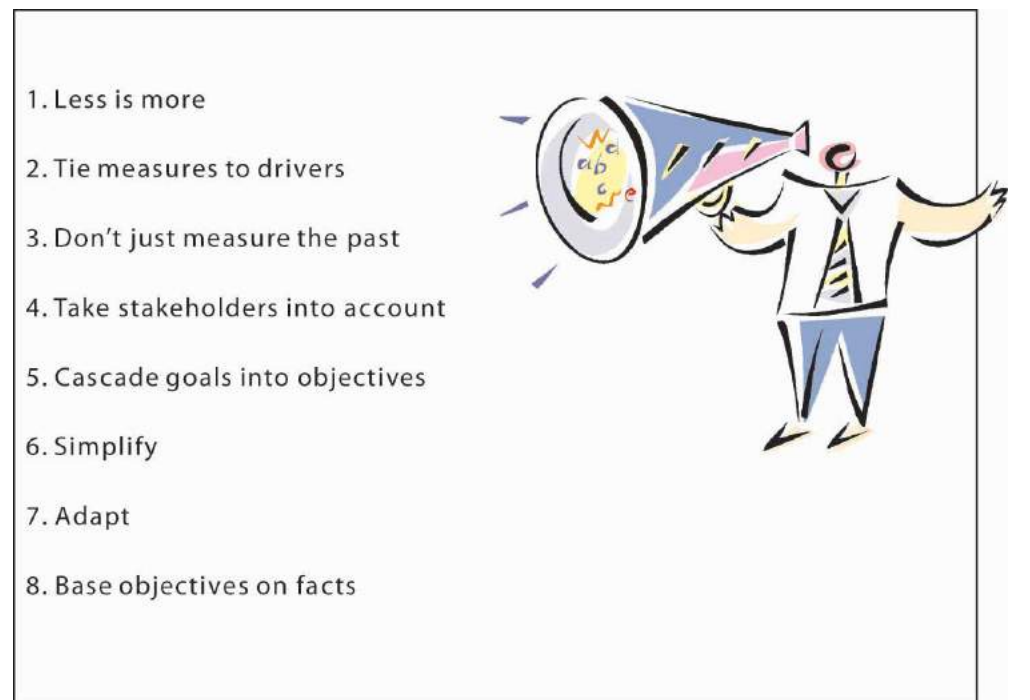 1. Less is more
2. Tie measures to drivers
3. Don't just measure the past
4. Take stakeholders into account
5. Cascade goals into objectives
6. Simplify
7. Adapt
8. Base objectives on facts